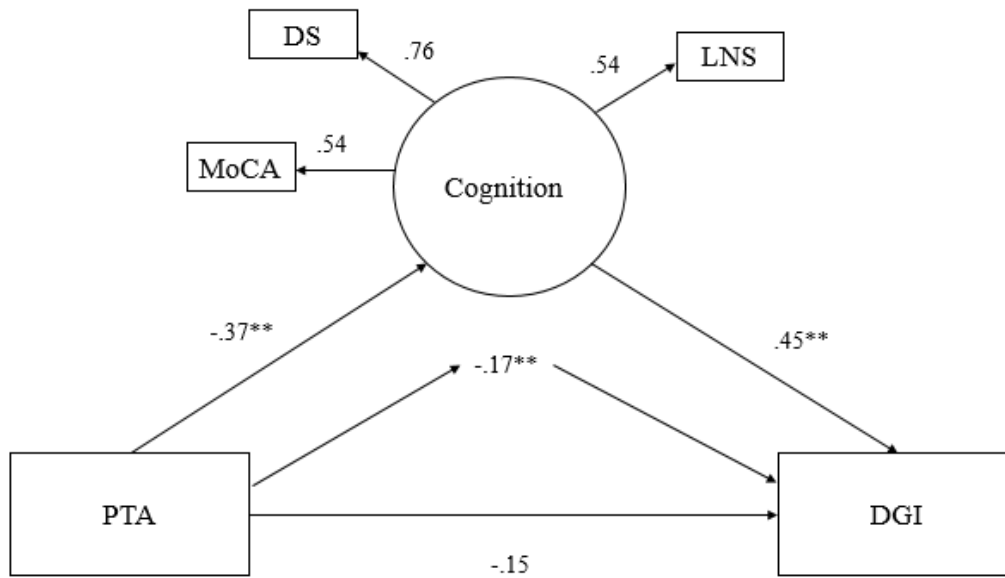 DS
.76
.54
LNS
.54
MoCA
Cognition
-.37**
.45**
-.17**
PTA
DGI
-.15